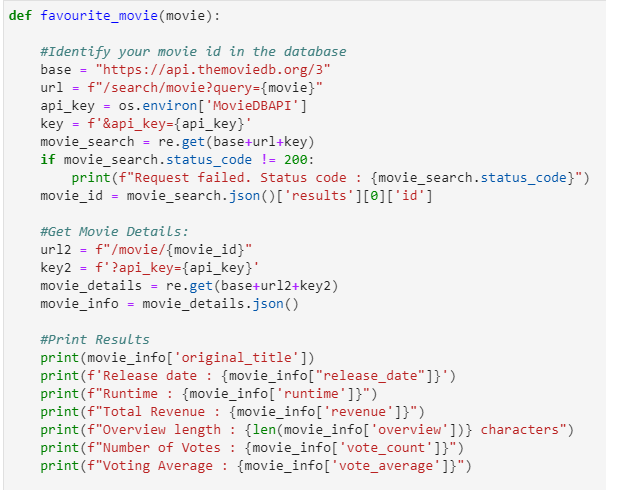 def favourite_movie(movie):
#Identify your movie id in the database
base = "https://api.themoviedb.org/3"
url = f"/search/movie?query={movie}"
api_key = os.environ['MovieDBAPI']
key = f'&api_key={api_key}'
movie_search = re.get(base+url+key)
if movie_search.status_code != 200:
print(f"Request failed. Status code : {movie_search.status_code}")
movie_id = movie_search.json()['results'][0]['id']
#Get Movie Details:
url2 = f"/movie/{movie_id}"
key2 = f'?api_key={api_key}'
movie_details = re.get(base+url2+key2)
movie_info = movie_details.json()
#Print Results
print(movie_info['original_title'])
print(f'Release date : {movie_info["release_date"]}')
print(f"Runtime : {movie_info['runtime']}")
print(f"Total Revenue : {movie_info['revenue']}")
print(f"Overview length : {len(movie_info['overview'])} characters")
print(f"Number of Votes : {movie_info['vote_count']}")
print(f"Voting Average : {movie_info['vote_average']}")